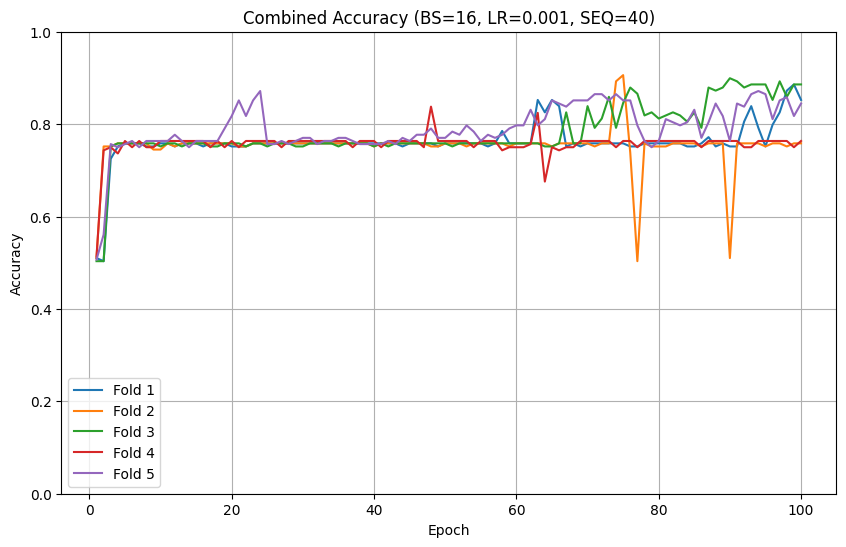 Combined Accuracy (BS=16, LR=0.001, SEQ=40)
1.0
0.8
0.6
0.4
0.2
0.0
Accuracy
Fold 1
Fold 2
Fold 3
Fold 4
Fold 5
0 20 40 60 80 100
Epoch